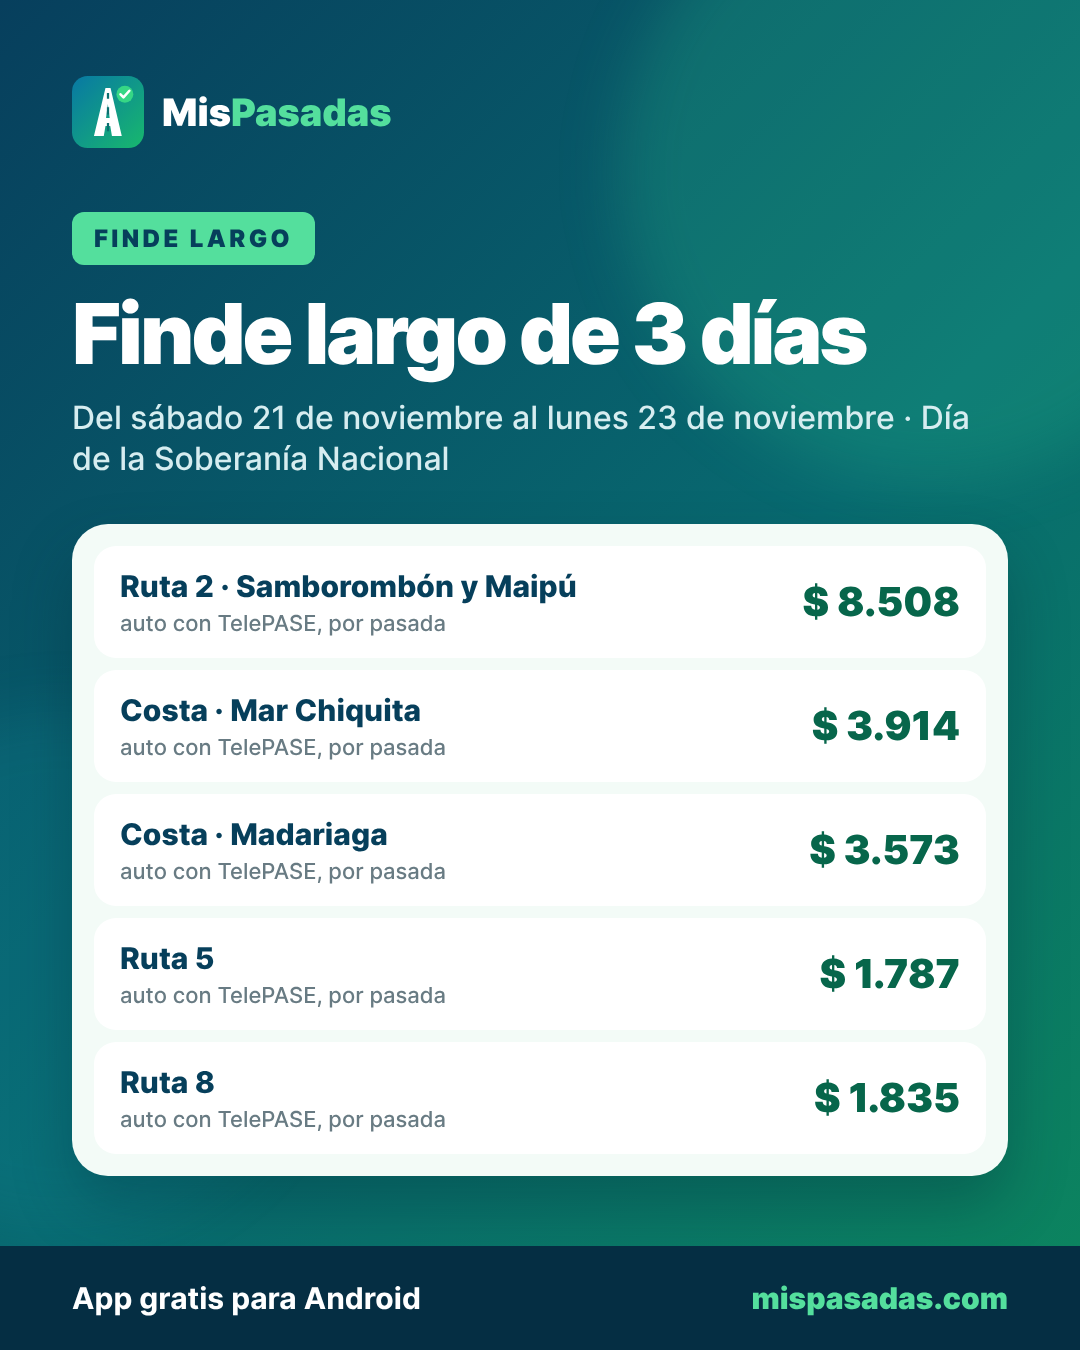 MisPasadas
FINDE LARGO
Finde largo de 3 días
Del sábado 21 de noviembre al lunes 23 de noviembre · Día
de la Soberanía Nacional
Ruta 2 · Samborombón y Maipú
auto con TelePASE, por pasada
$ 8.508
Costa · Mar Chiquita
auto con TelePASE, por pasada
$ 3.914
Costa · Madariaga
auto con TelePASE, por pasada
$ 3.573
Ruta 5
auto con TelePASE, por pasada
$ 1.787
Ruta 8
auto con TelePASE, por pasada
$ 1.835
App gratis para Android
mispasadas.com